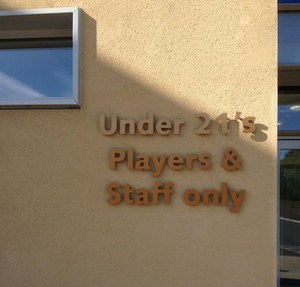 Under 21's
Players &
Staff only